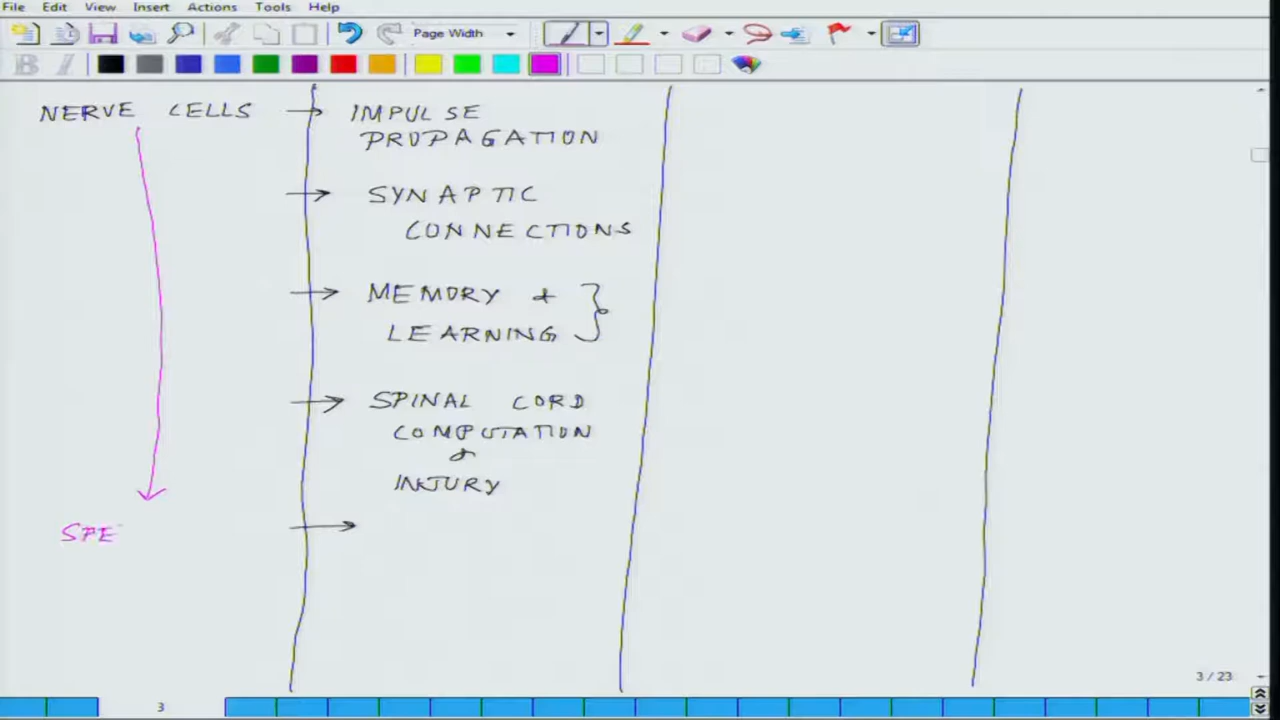 File Edit View Insert Actions Tools Help
Page Width
B I
NERVE CELLS → IMPULSE
PROPAGATION
→ SYNAPTIC
CONNECTIONS
→ MEMORY &
LEARNING
→ SPINAL CORD
COMPUTATION
&
INJURY
SPE →
3 / 23
3